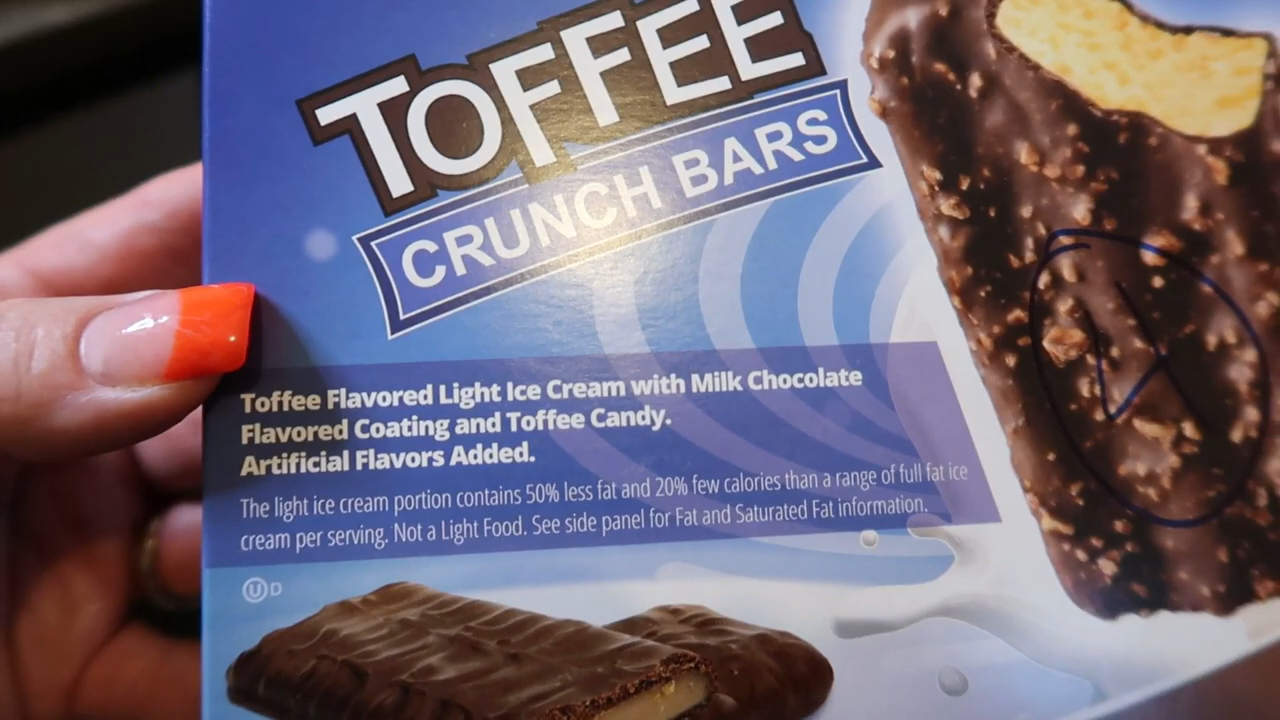 TOFFEE
CRUNCH BARS
Toffee Flavored Light Ice Cream with Milk Chocolate
Flavored Coating and Toffee Candy.
Artificial Flavors Added.
The light ice cream portion contains 50% less fat and 20% few calories than a range of full fat ice
cream per serving. Not a Light Food. See side panel for Fat and Saturated Fat information.
U D